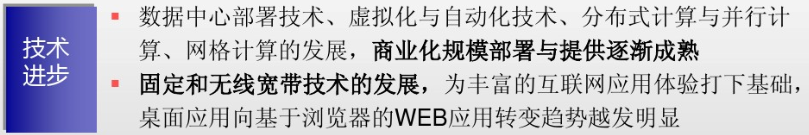 技术
进步
数据中心部署技术、虚拟化与自动化技术、分布式计算与并行计
算、网格计算的发展，商业化规模部署与提供逐渐成熟
固定和无线宽带技术的发展，为丰富的互联网应用体验打下基础，
桌面应用向基于浏览器的WEB应用转变趋势越发明显